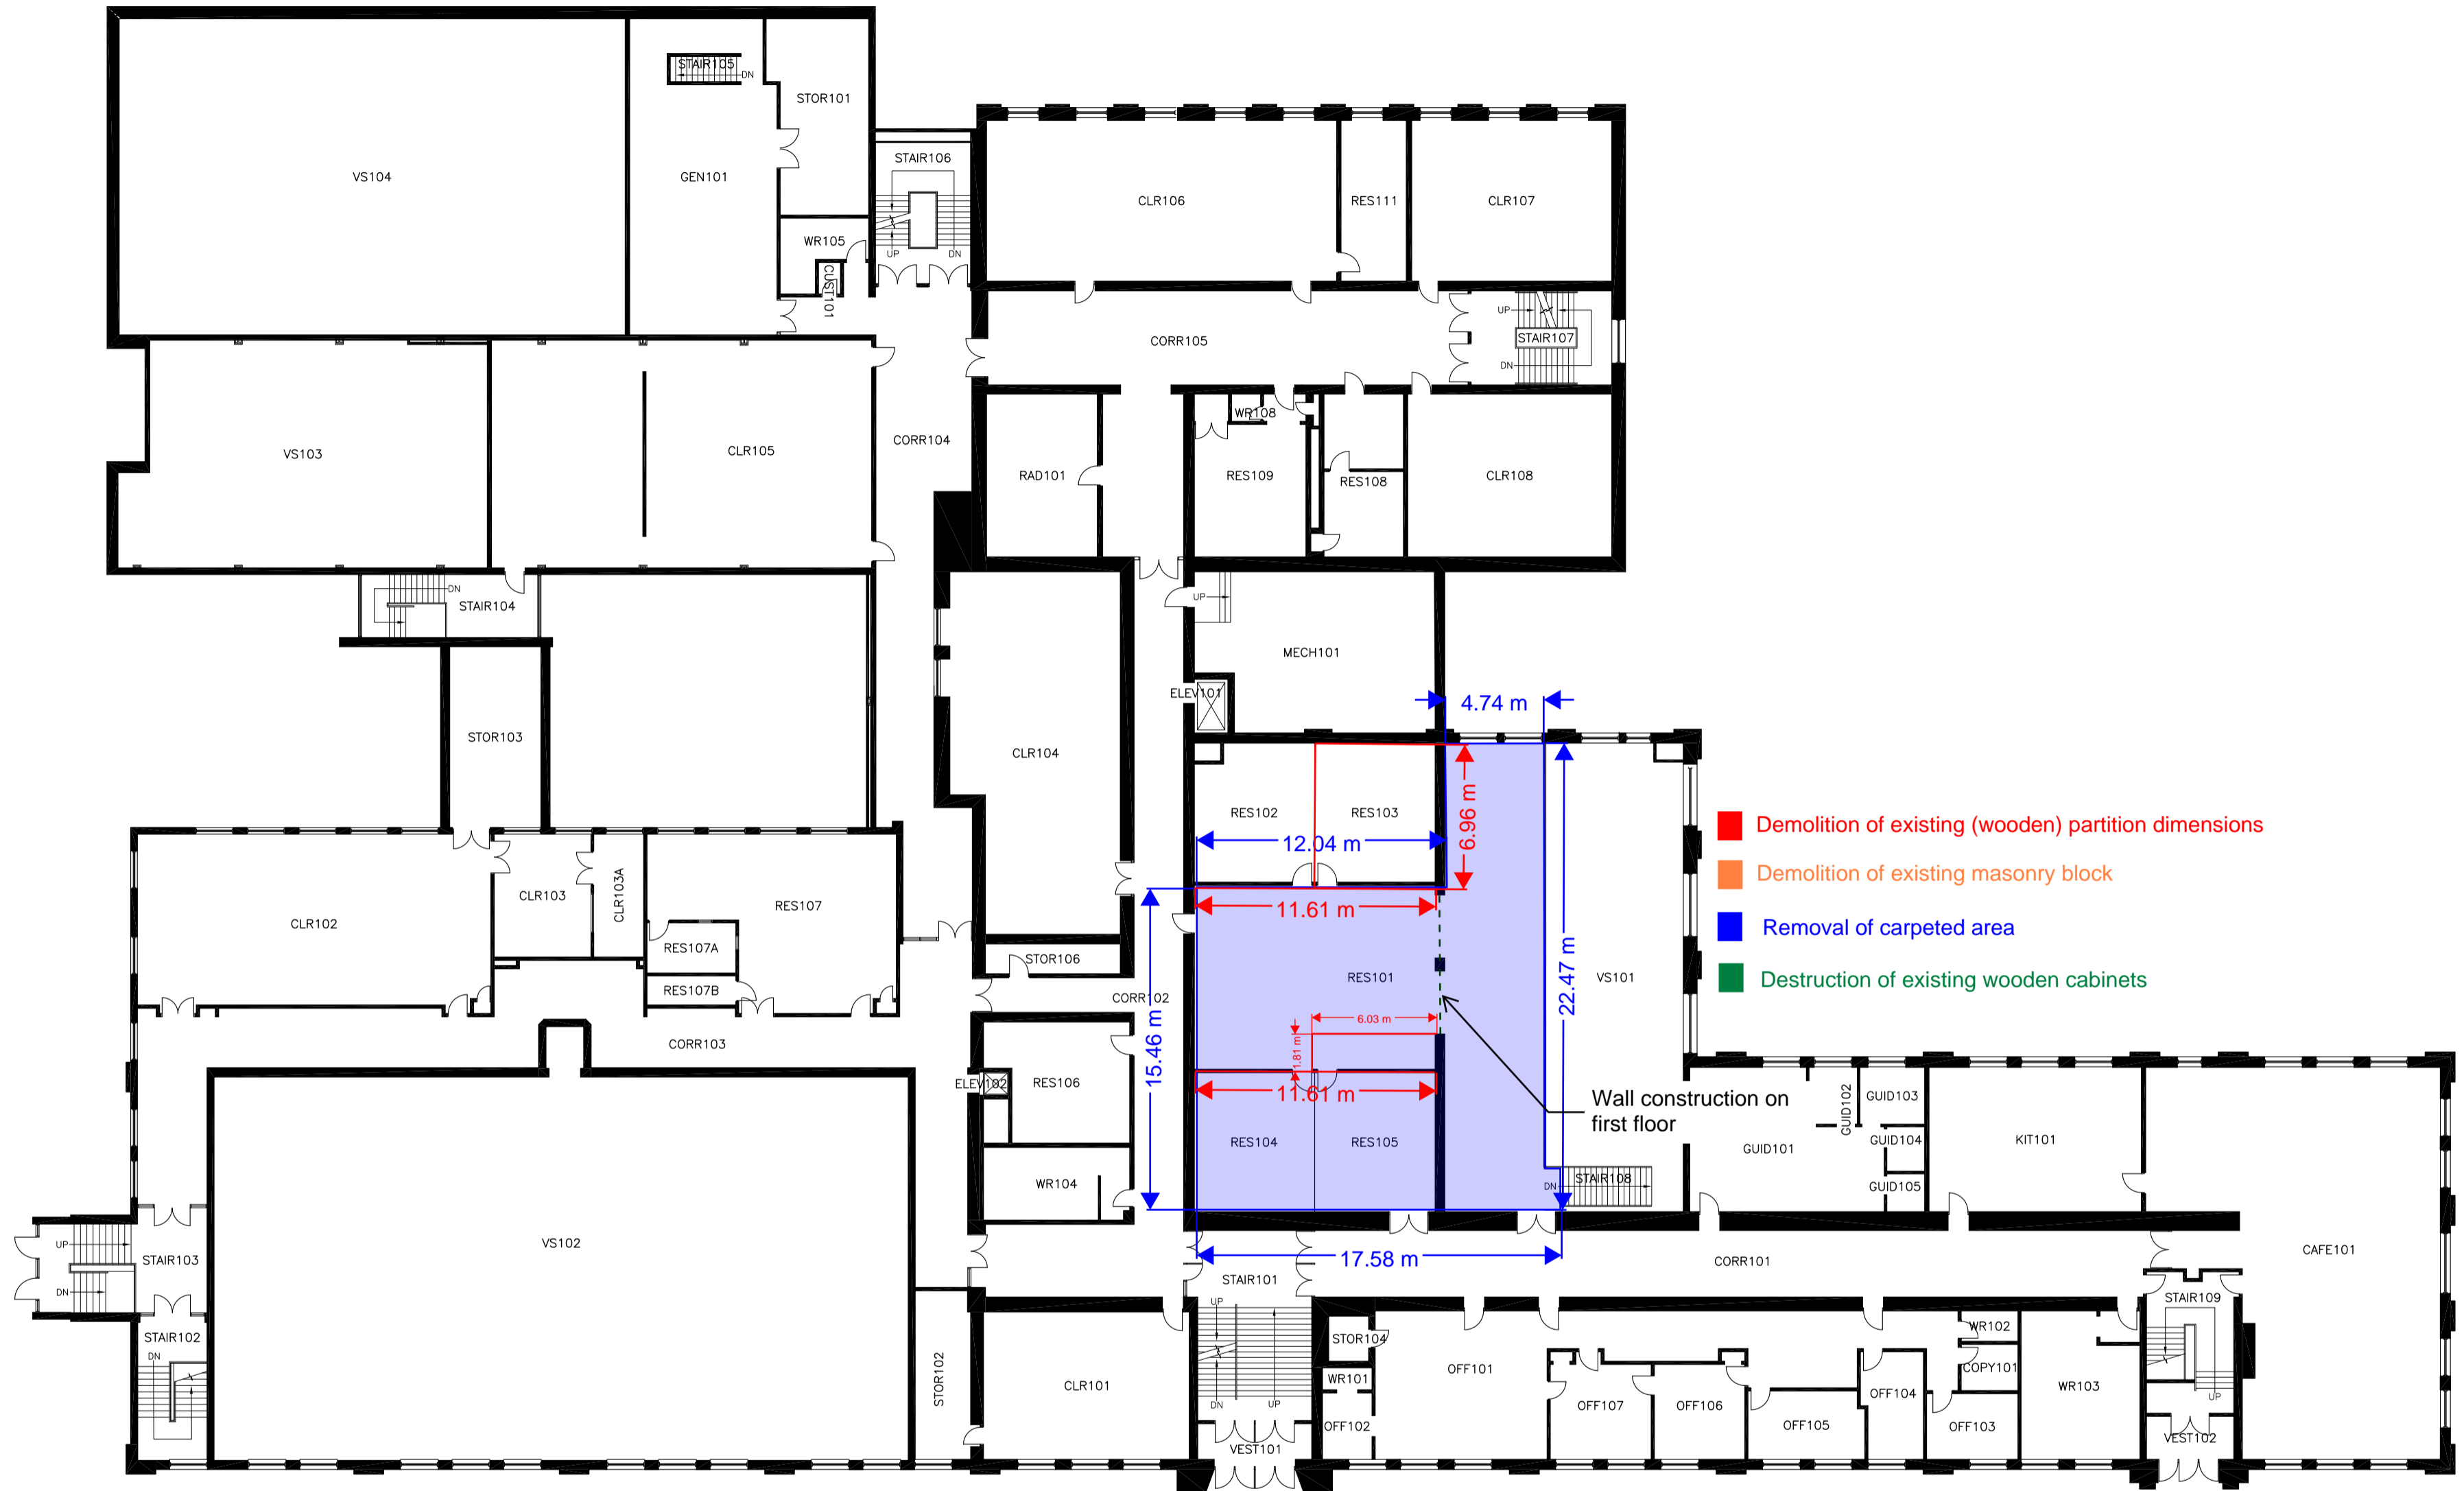 STAIR105
DN
STOR101
VS104
GEN101
STAIR106
UP
DN
WR105
CUST101
CLR106
RES111
CLR107
CORR105
UP
STAIR107
DN
VS103
CLR105
CORR104
RAD101
WR108
RES109
RES108
CLR108
DN
STAIR104
UP
MECH101
ELEV101
STOR103
CLR104
4.74 m
RES102
RES103
6.96 m
12.04 m
11.61 m
Demolition of existing (wooden) partition dimensions
Demolition of existing masonry block
Removal of carpeted area
Destruction of existing wooden cabinets
CLR102
CLR103
CLR103A
RES107
RES107A
RES107B
STOR106
CORR102
RES101
VS101
22.47 m
15.46 m
6.03 m
1.81 m
11.61 m
CORR103
ELEV102
RES106
RES104
RES105
Wall construction on
first floor
GUID101
GUID102
GUID103
GUID104
GUID105
KIT101
WR104
DN
STAIR108
17.58 m
UP
STAIR103
DN
VS102
STAIR101
CORR101
CAFE101
STAIR102
DN
STOR102
CLR101
UP
DN
UP
VEST101
STOR104
WR101
OFF102
OFF101
OFF107
OFF106
OFF105
OFF104
WR102
COPY101
OFF103
WR103
STAIR109
UP
VEST102